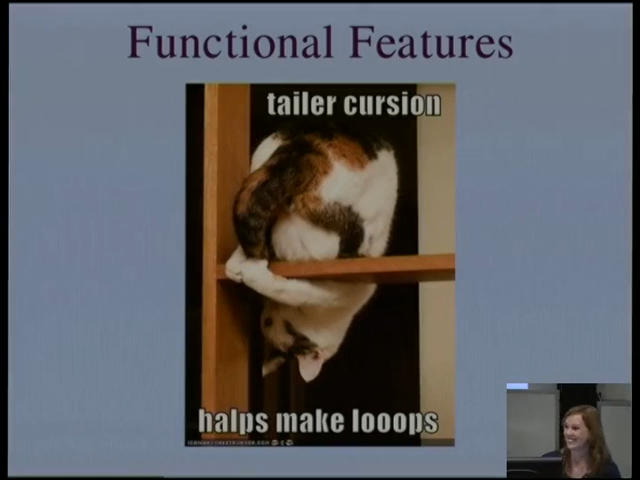 Functional Features
tailer cursion
halps make looops